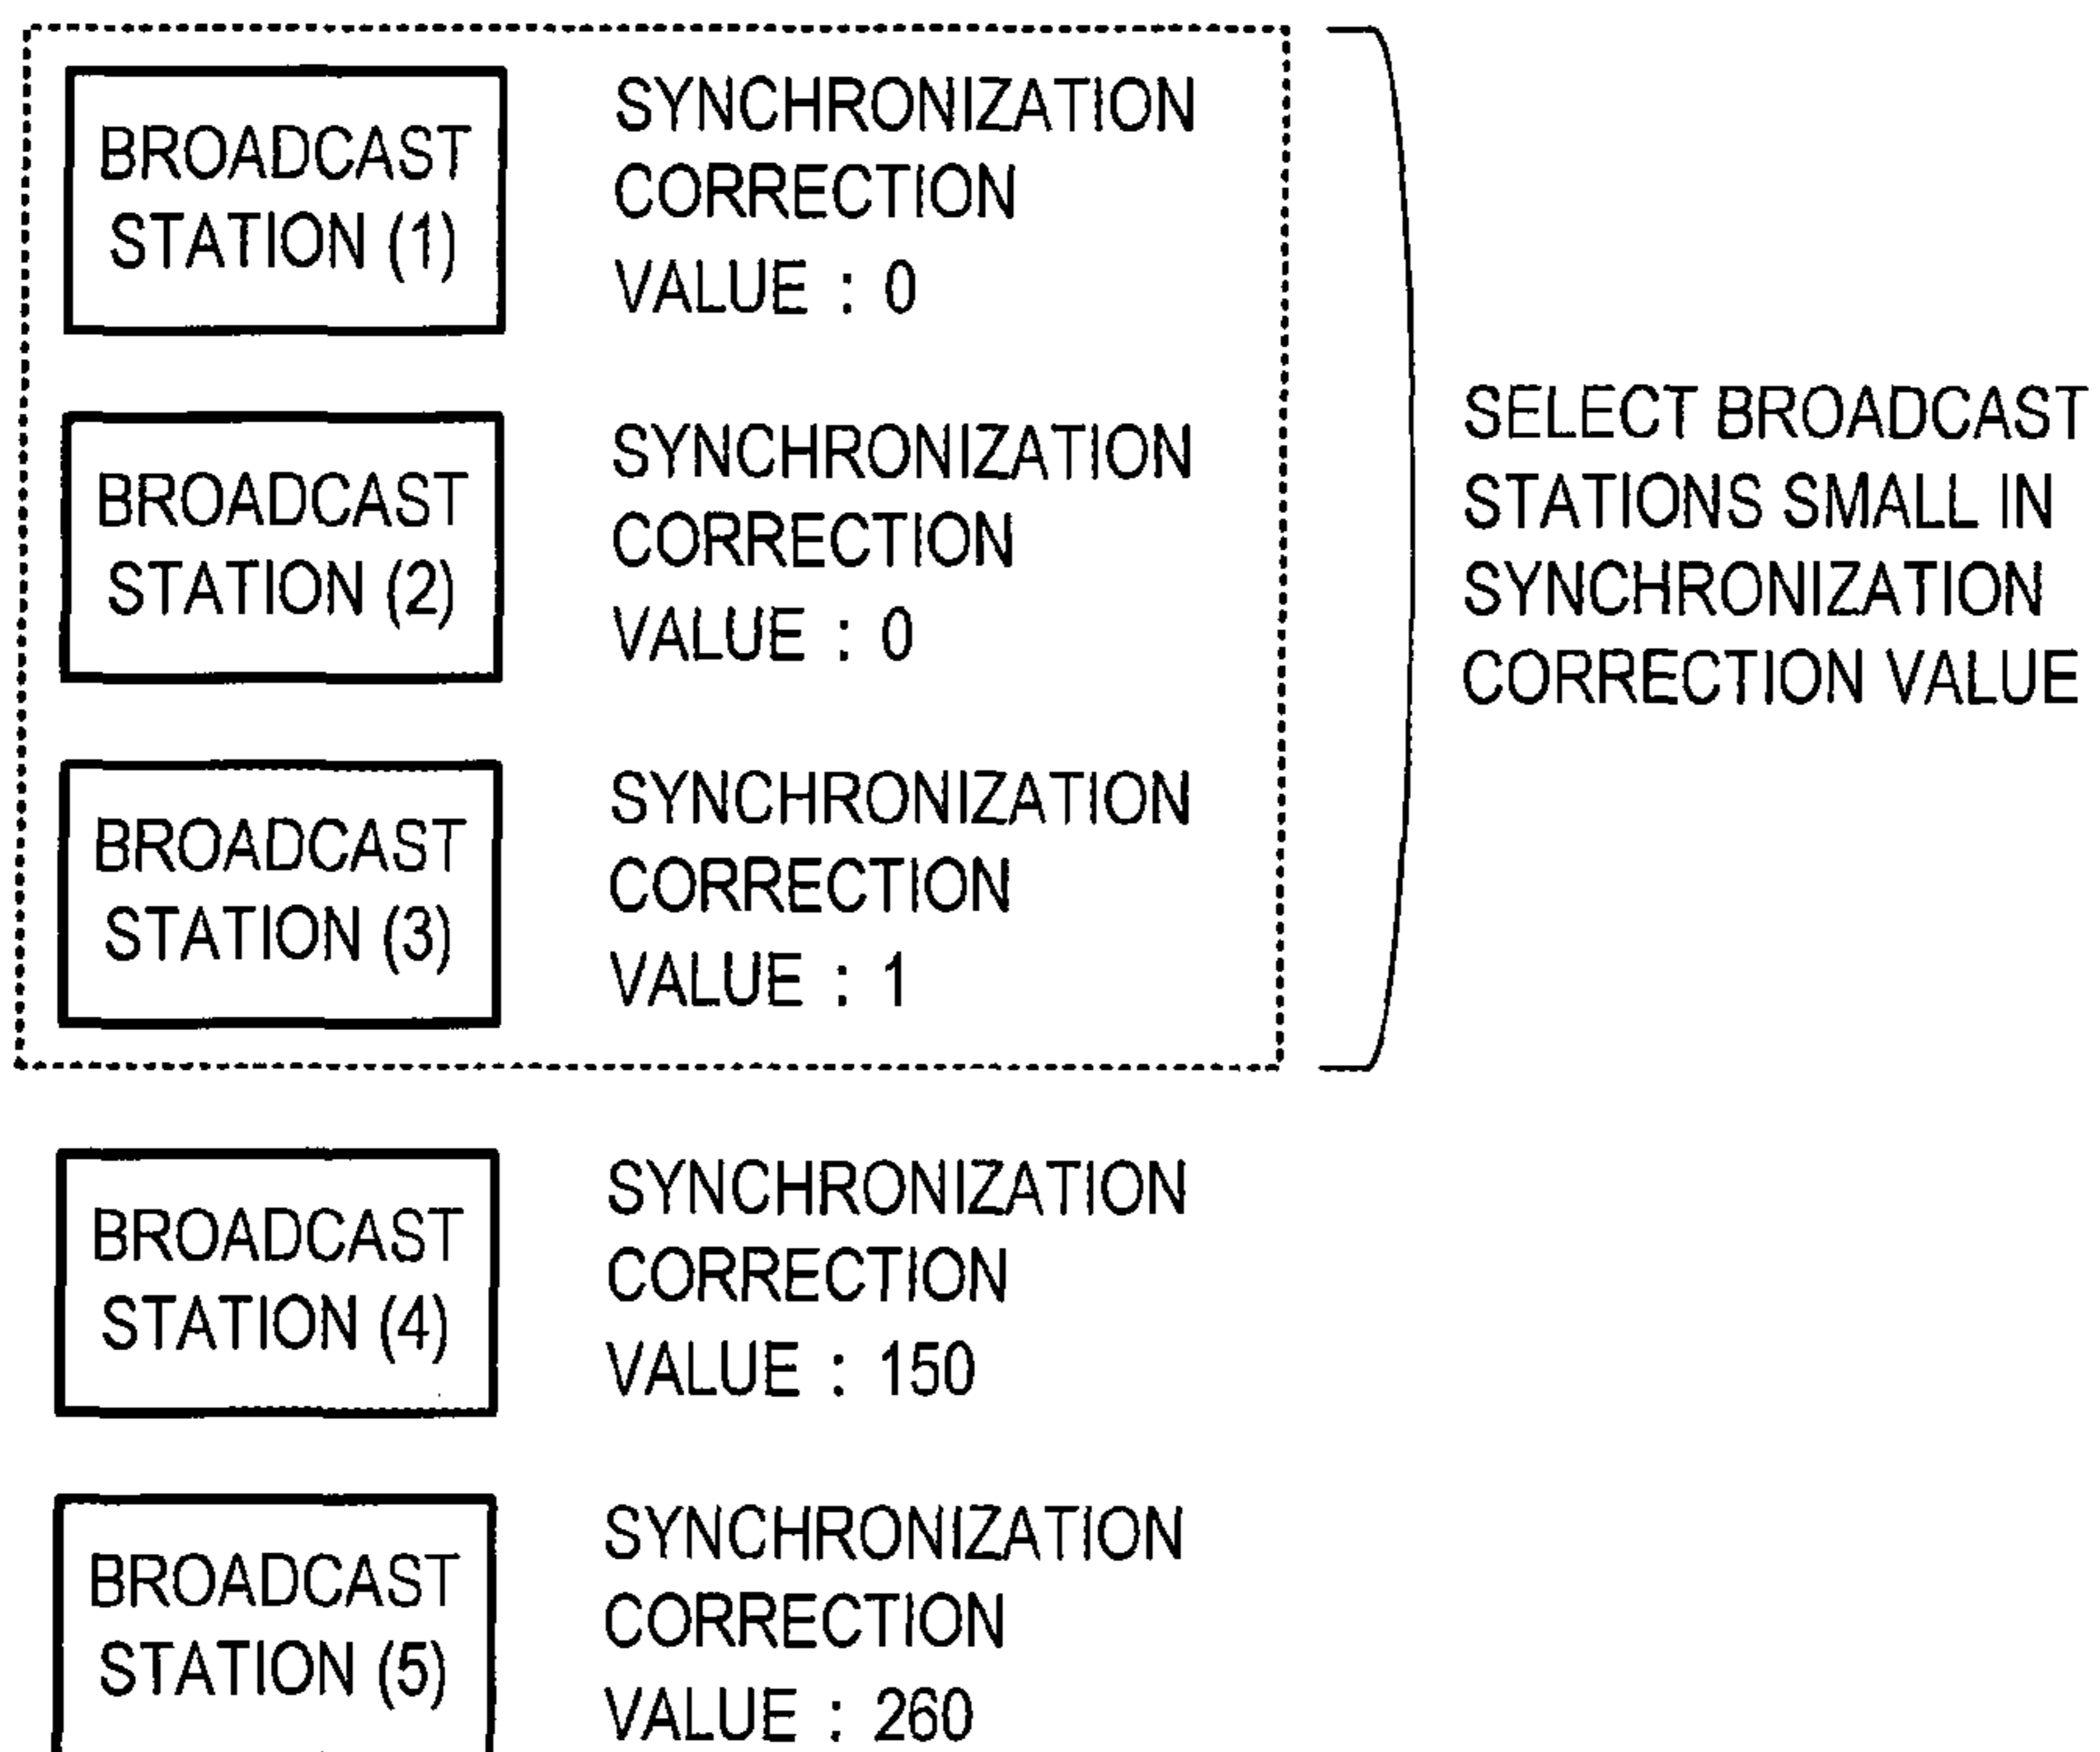 BROADCAST
STATION (1)
SYNCHRONIZATION
CORRECTION
VALUE : 0
BROADCAST
STATION (2)
SYNCHRONIZATION
CORRECTION
VALUE : 0
BROADCAST
STATION (3)
SYNCHRONIZATION
CORRECTION
VALUE : 1
SELECT BROADCAST
STATIONS SMALL IN
SYNCHRONIZATION
CORRECTION VALUE
BROADCAST
STATION (4)
SYNCHRONIZATION
CORRECTION
VALUE : 150
BROADCAST
STATION (5)
SYNCHRONIZATION
CORRECTION
VALUE : 260